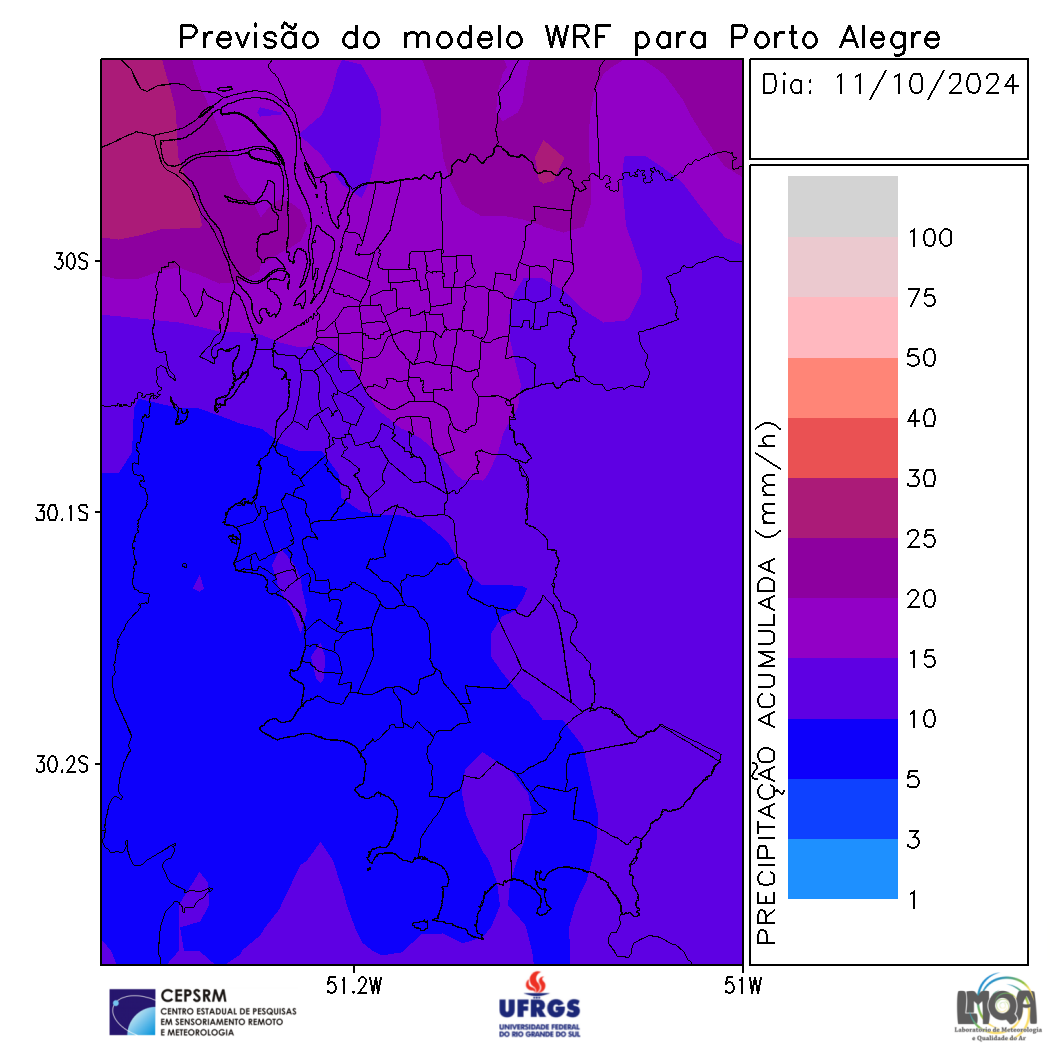 Previsão do modelo WRF para Porto Alegre
Dia: 11/10/2024
30S
30.1S
30.2S
51.2W
51W
PRECIPITAÇÃO ACUMULADA (mm/h)
100
75
50
40
30
25
20
15
10
5
3
1
CEPSRM
CENTRO ESTADUAL DE PESQUISAS
EM SENSORIAMENTO REMOTO
E METEOROLOGIA
UFRGS
UNIVERSIDADE FEDERAL
DO RIO GRANDE DO SUL
LMQA
Laboratório de Meteorologia
e Qualidade do Ar